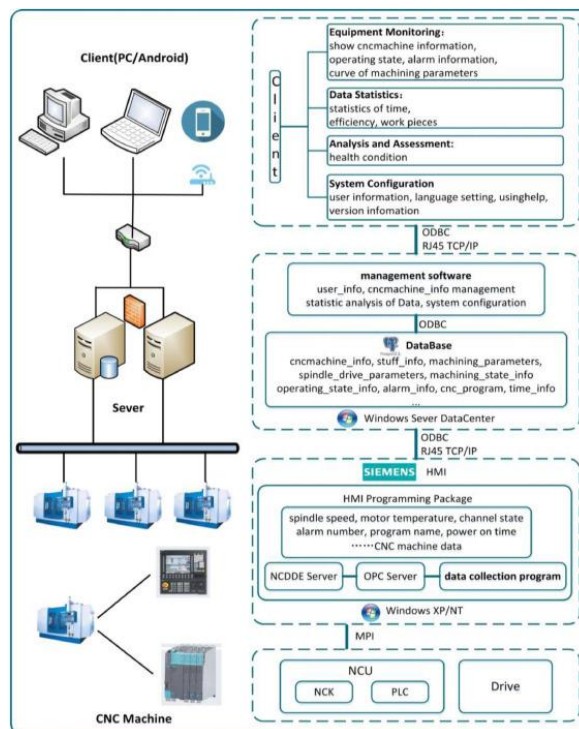 Client(PC/Android)
Sever
CNC Machine
Client
Equipment Monitoring:
show cncmachine information,
operating state, alarm information,
curve of machining parameters
Data Statistics:
statistics of time,
efficiency, work pieces
Analysis and Assessment:
health condition
System Configuration
user information, language setting, usinghelp,
version infomation
ODBC
RJ45 TCP/IP
management software
user_info, cncmachine_info management
statistic analysis of Data, system configuration
ODBC
DataBase
cncmachine_info, stuff_info, machining_parameters,
spindle_drive_parameters, machining_state_info
operating_state_info, alarm_info, cnc_program, time_info
...
Windows Sever DataCenter
ODBC
RJ45 TCP/IP
SIEMENS HMI
HMI Programming Package
spindle speed, motor temperature, channel state
alarm number, program name, power on time
······CNC machine data
NCDDE Server OPC Server data collection program
Windows XP/NT
MPI
NCU
NCK PLC
Drive